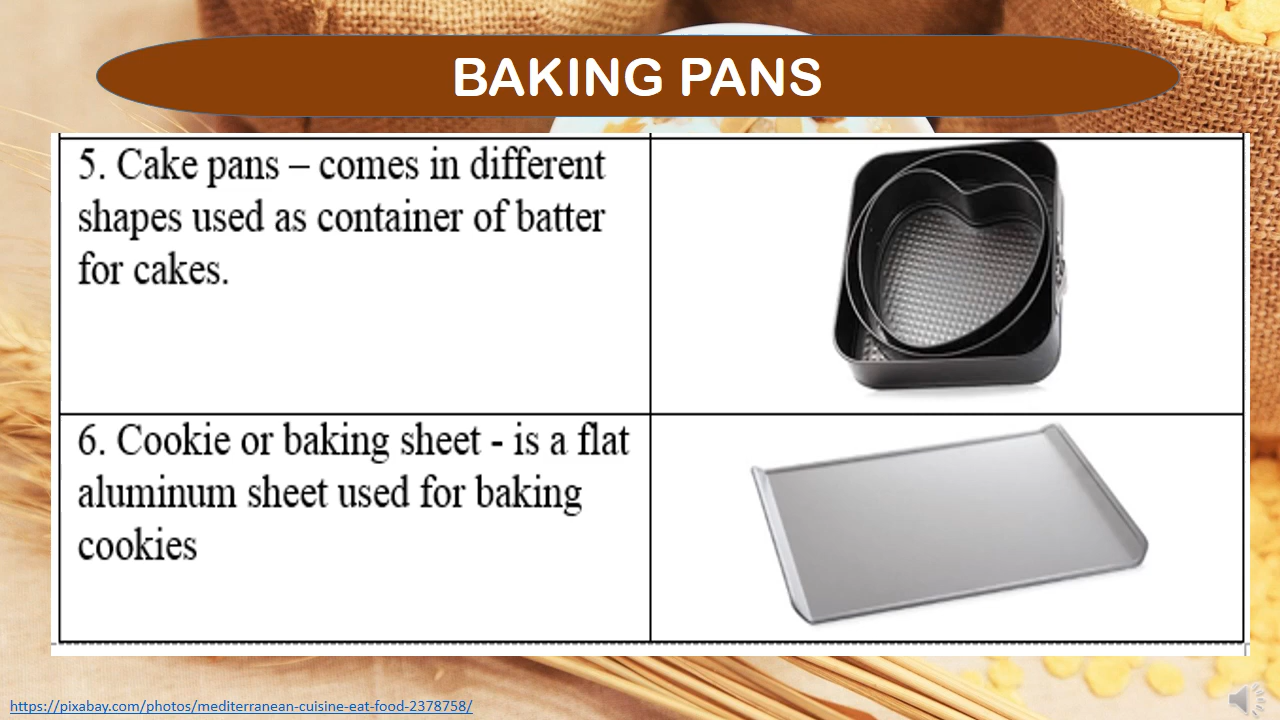 BAKING PANS
5. Cake pans – comes in different
shapes used as container of batter
for cakes.
6. Cookie or baking sheet - is a flat
aluminum sheet used for baking
cookies
https://pixabay.com/photos/mediterranean-cuisine-eat-food-2378758/